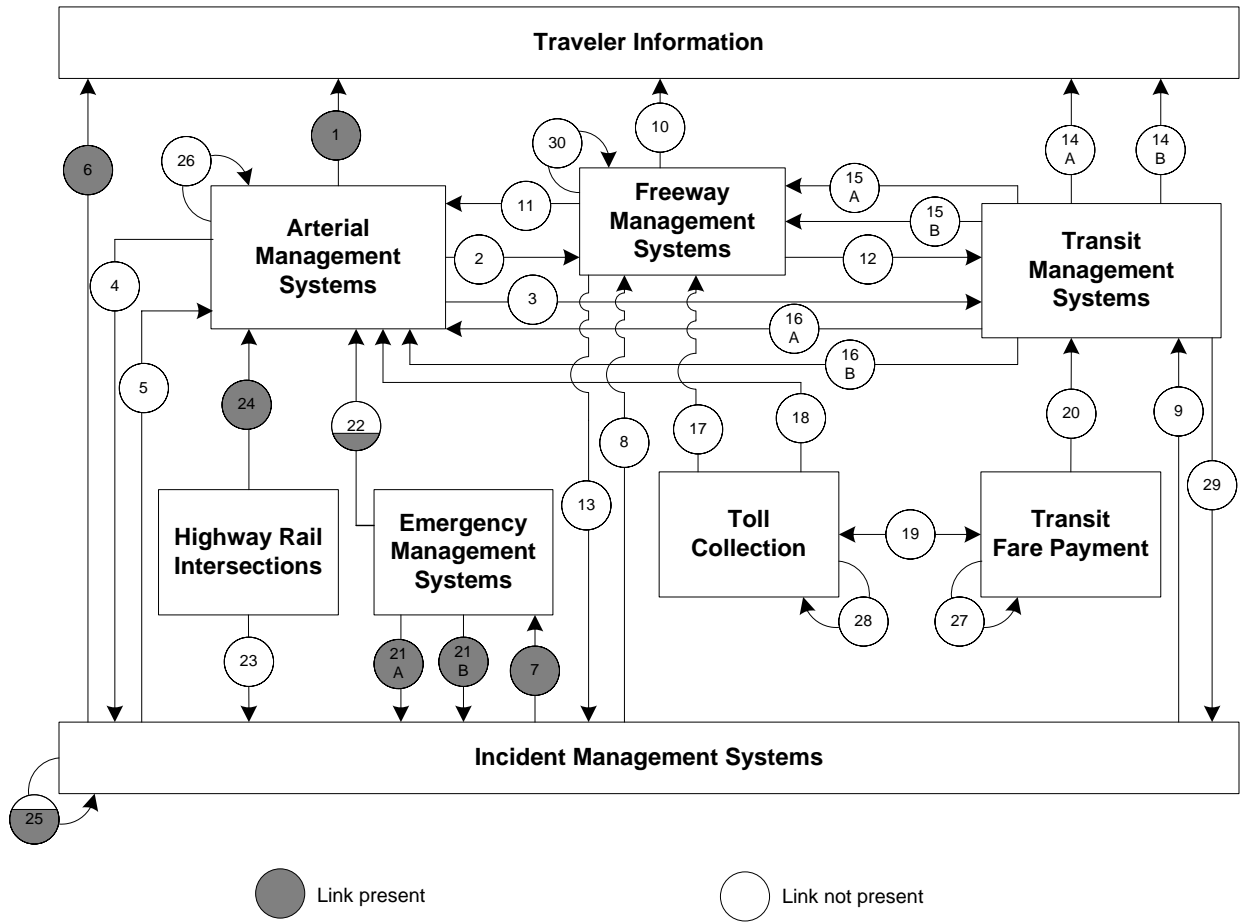 Traveler Information
6
1
10
14
A
14
B
26
30
11
2
3
4
5
Arterial
Management
Systems
Freeway
Management
Systems
15
A
15
B
12
16
A
16
B
Transit
Management
Systems
24
22
8
17
18
20
9
13
29
Highway Rail
Intersections
Emergency
Management
Systems
Toll
Collection
19
Transit
Fare Payment
28
27
23
21
A
21
B
7
Incident Management Systems
25
Link present
Link not present